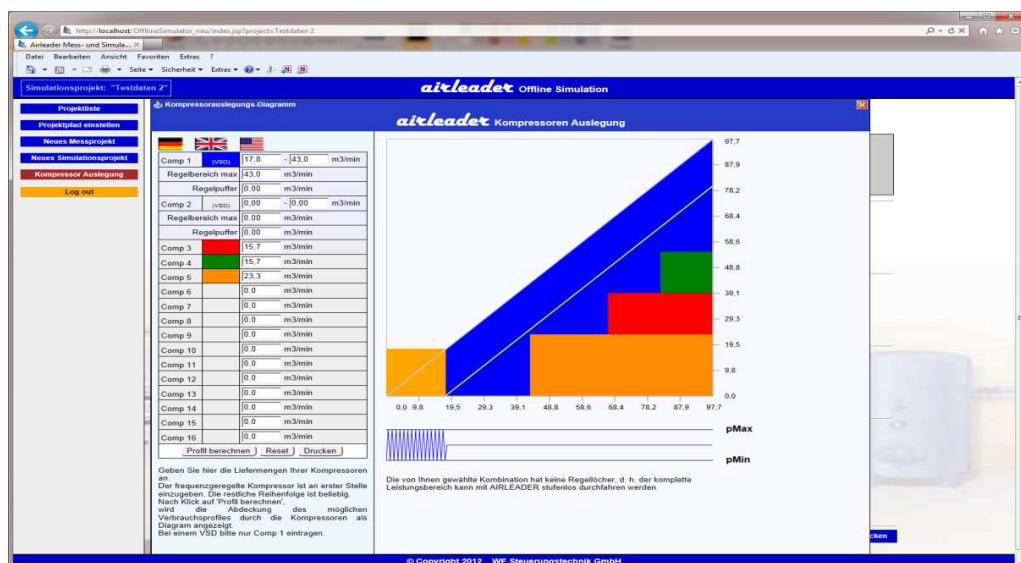 http://localhost/OfflineSimulator_neu/index.jsp?project=Testdaten 2
Airleader Mess- und Simula...
Datei Bearbeiten Ansicht Favoriten Extras ?
Seite Sicherheit Extras
Simulationsprojekt: "Testdaten 2"
airleader Offline Simulation
Projektliste
Projektpfad einstellen
Neues Messprojekt
Neues Simulationsprojekt
Kompressor Auslegung
Log out
Kompressorauslegungs-Diagramm
airleader Kompressoren Auslegung
Comp 1 (VSD) 17,8 - 43,0 m3/min
Regelbereich max 43,0 m3/min
Regelpuffer 0,00 m3/min
Comp 2 (VSD) 0,00 - 0,00 m3/min
Regelbereich max 0,00 m3/min
Regelpuffer 0,00 m3/min
Comp 3 15,7 m3/min
Comp 4 15,7 m3/min
Comp 5 23,3 m3/min
Comp 6 0,0 m3/min
Comp 7 0,0 m3/min
Comp 8 0,0 m3/min
Comp 9 0,0 m3/min
Comp 10 0,0 m3/min
Comp 11 0,0 m3/min
Comp 12 0,0 m3/min
Comp 13 0,0 m3/min
Comp 14 0,0 m3/min
Comp 15 0,0 m3/min
Comp 16 0,0 m3/min
Profil berechnen Reset Drucken
Geben Sie hier die Liefermengen Ihrer Kompressoren
an.
Der frequenzgeregelte Kompressor ist an erster Stelle
einzugeben. Die restliche Reihenfolge ist beliebig.
Nach Klick auf 'Profil berechnen',
wird die Abdeckung des möglichen
Verbrauchsprofiles durch die Kompressoren als
Diagram angezeigt.
Bei einem VSD bitte nur Comp 1 eintragen.
97,7
87,9
78,2
68,4
58,6
48,8
39,1
29,3
19,5
9,8
0,0
0,0 9,8 19,5 29,3 39,1 48,8 58,6 68,4 78,2 87,9 97,7
pMax
pMin
Die von Ihnen gewählte Kombination hat keine Regellöcher, d. h. der komplette
Leistungsbereich kann mit AIRLEADER stufenlos durchfahren werden.
cken
© Copyright 2012 WF Steuerungstechnik GmbH